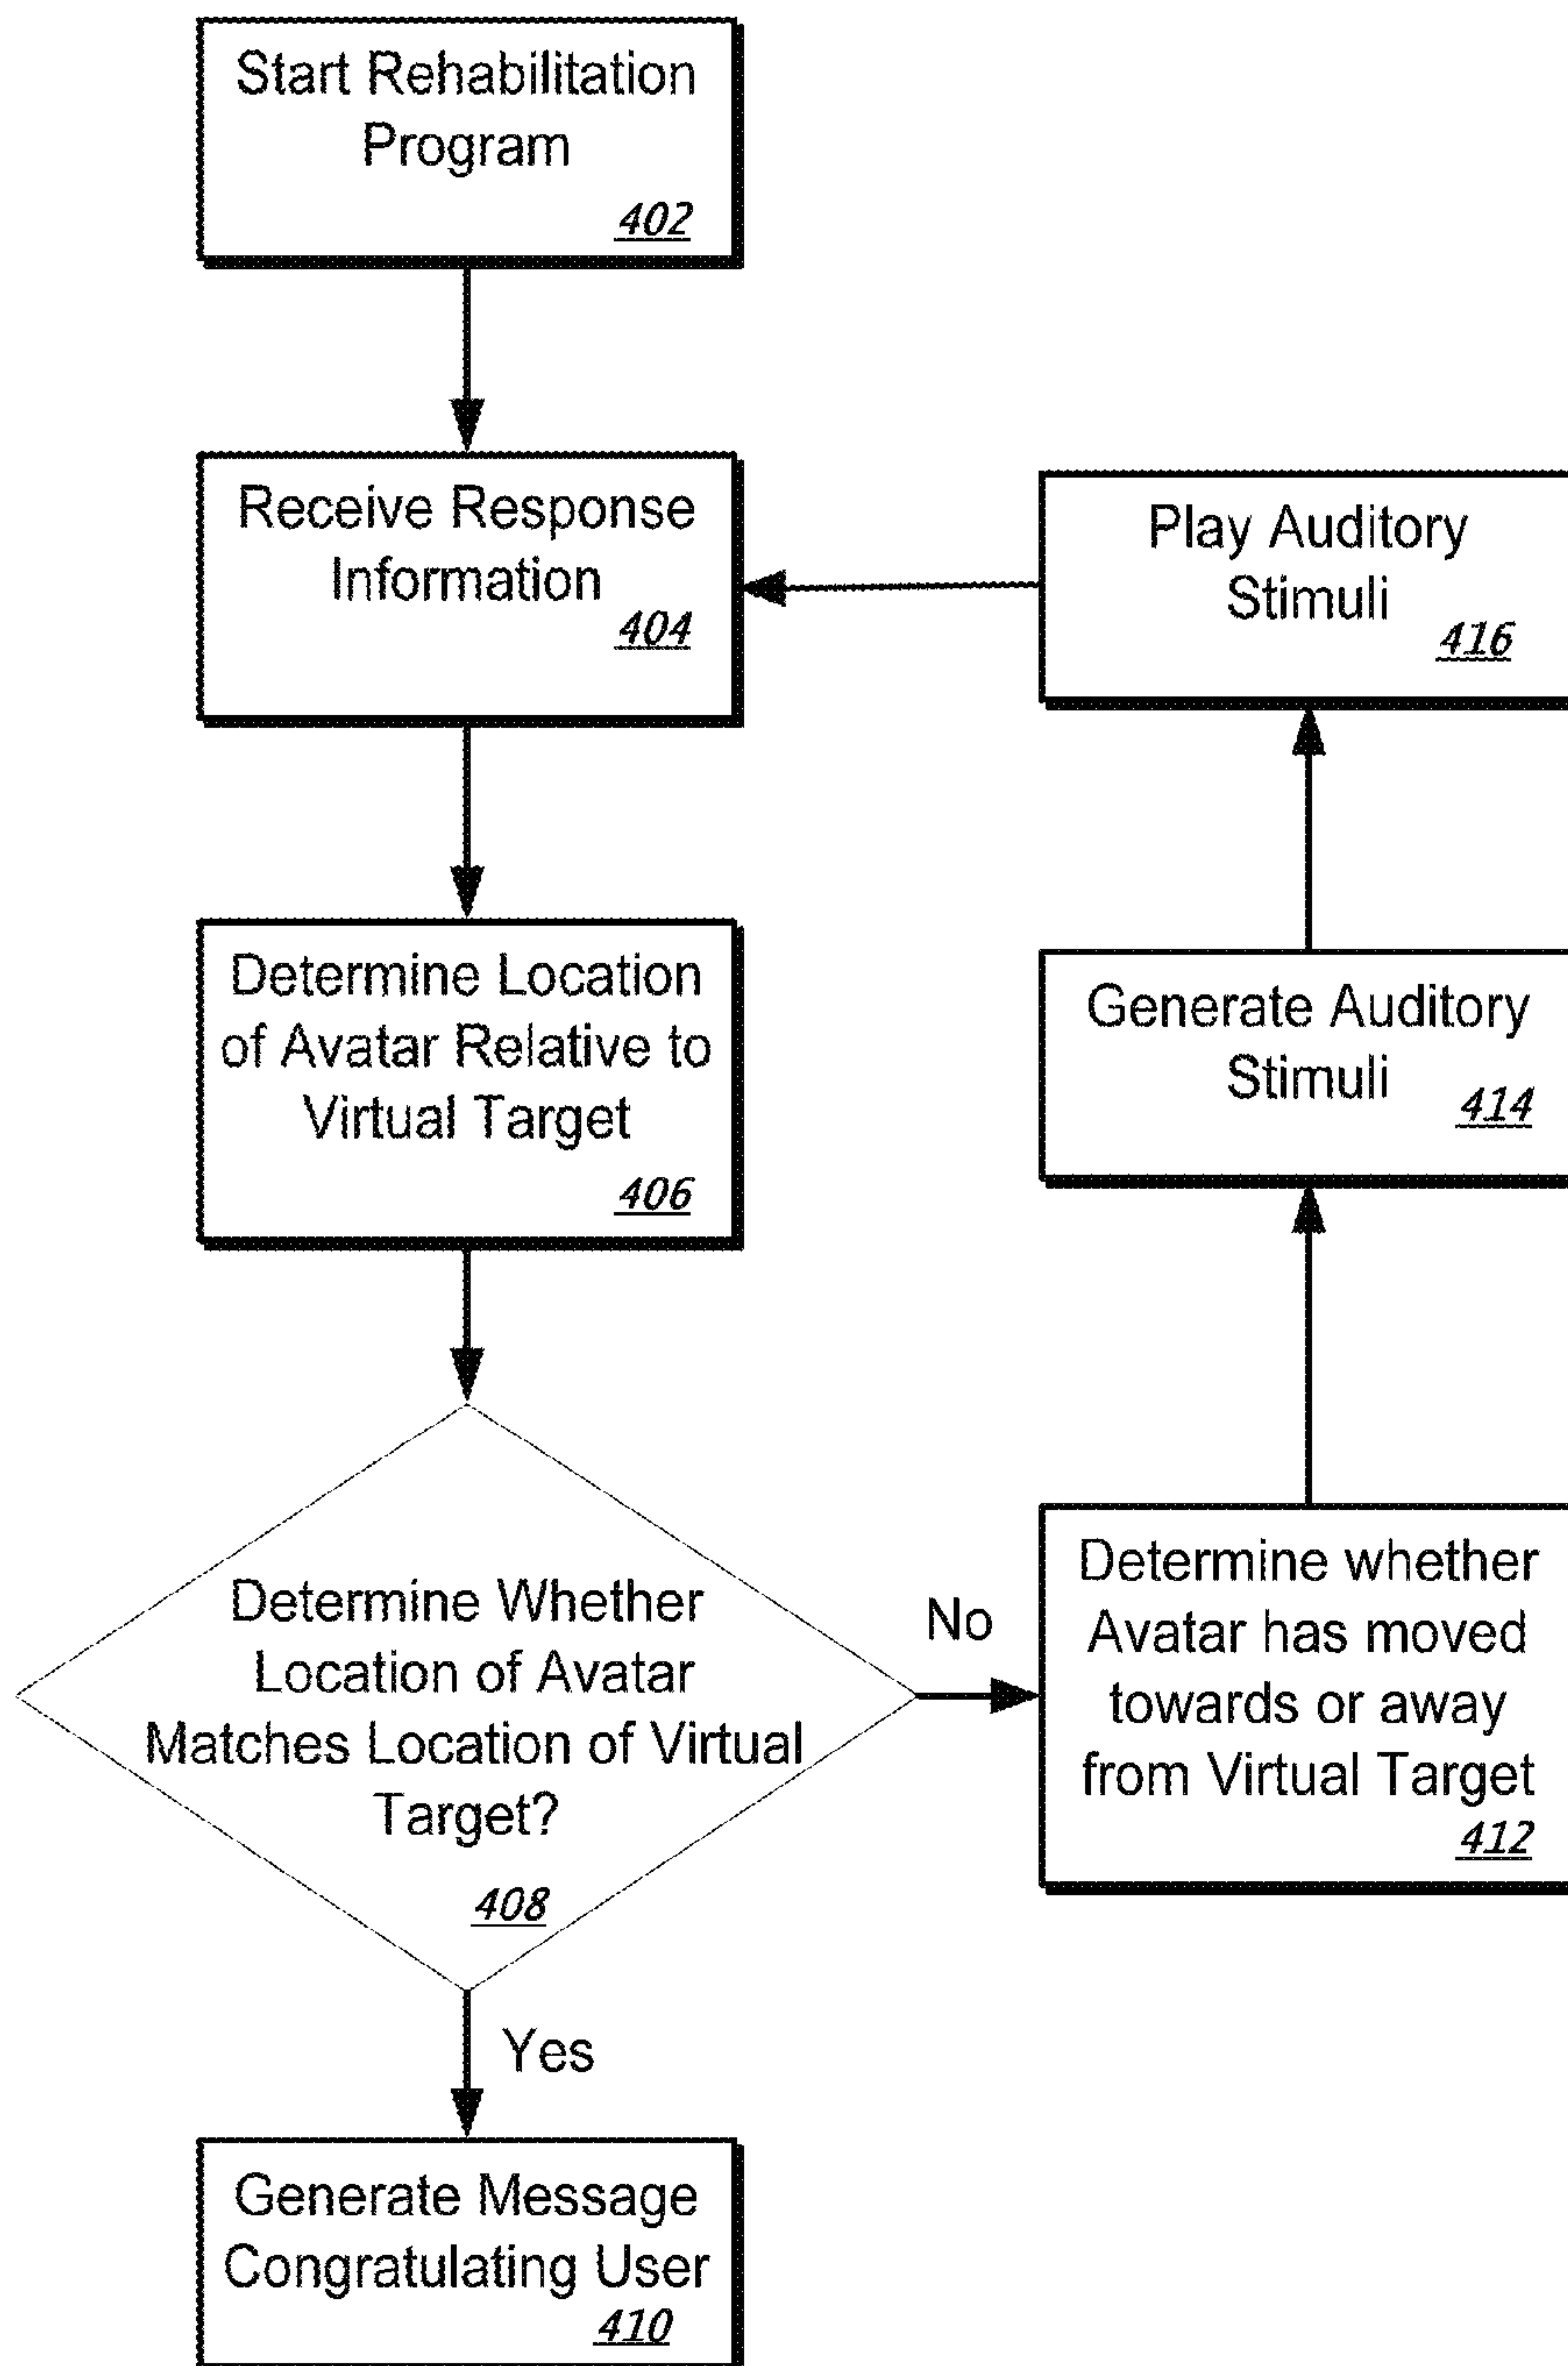 Start Rehabilitation
Program
402
Receive Response
Information
404
Determine Location
of Avatar Relative to
Virtual Target
406
Determine Whether
Location of Avatar
Matches Location of Virtual
Target?
408
Yes
Generate Message
Congratulating User
410
No
Determine whether
Avatar has moved
towards or away
from Virtual Target
412
Generate Auditory
Stimuli
414
Play Auditory
Stimuli
416